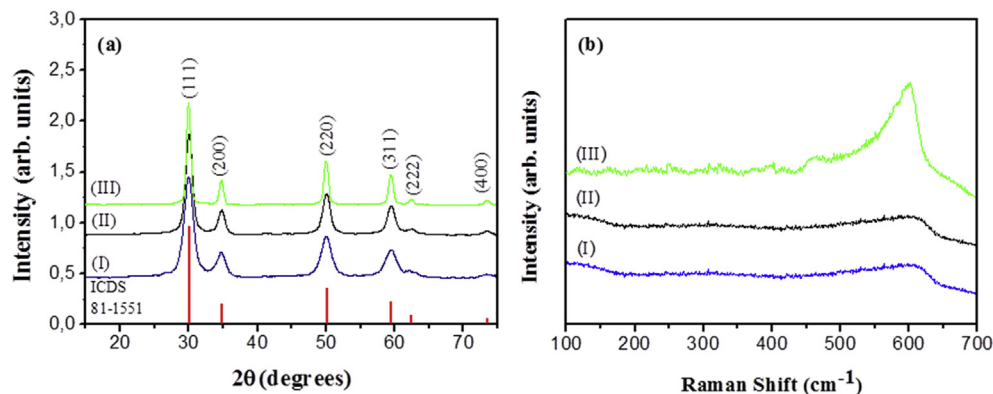 (a)
3,0
2,5
2,0
1,5
1,0
0,5
0,0
Intensity (arb. units)
(111)
(200)
(220)
(311)
(222)
(400)
(III)
(II)
(I)
ICDS
81-1551
20 30 40 50 60 70
2θ (degrees)
(b)
Intensity (arb. units)
(III)
(II)
(I)
100 200 300 400 500 600 700
Raman Shift (cm-1)